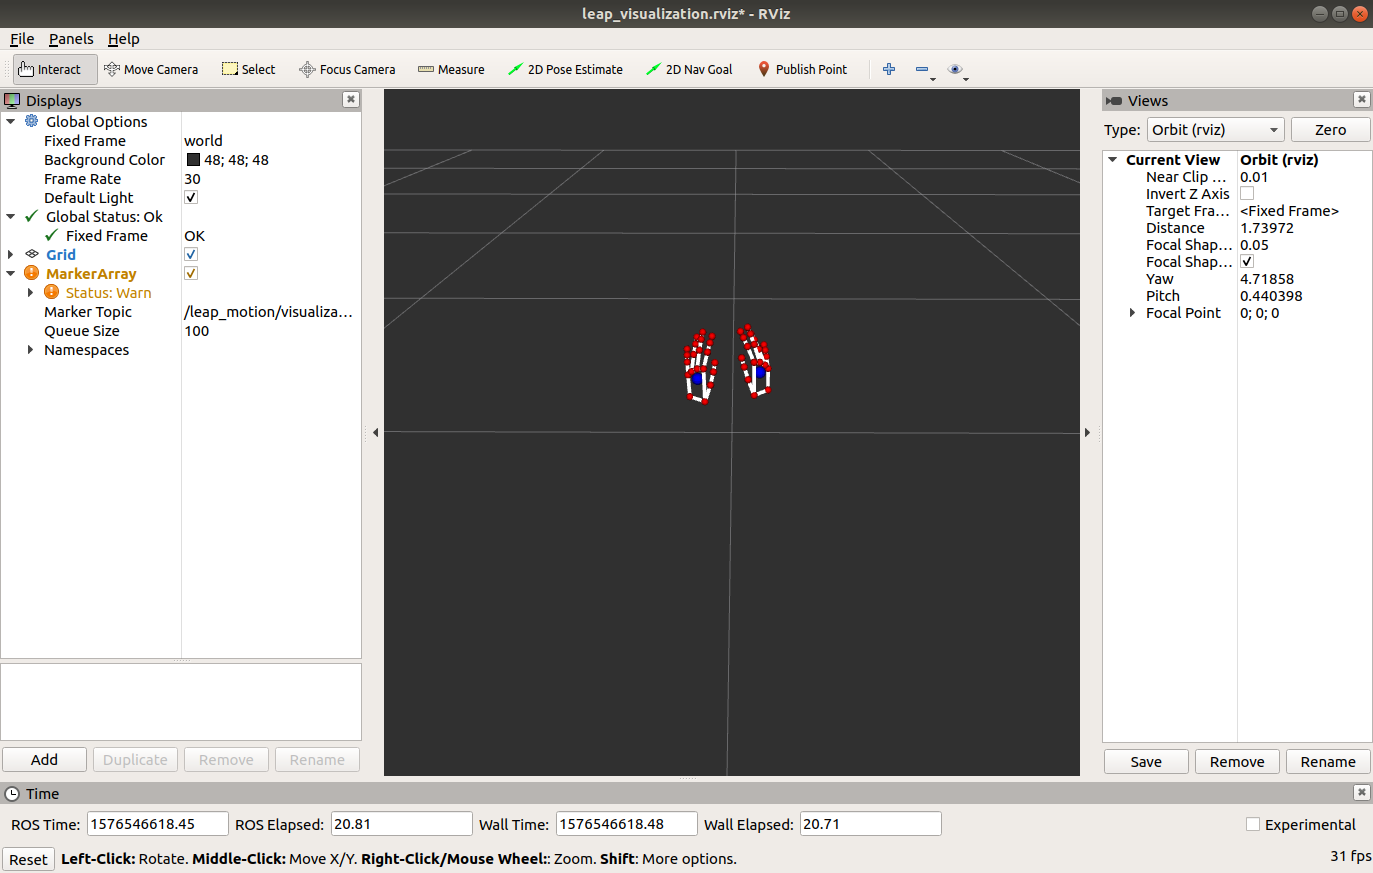 leap_visualization.rviz* - RViz
File Panels Help
Interact Move Camera Select Focus Camera Measure 2D Pose Estimate 2D Nav Goal Publish Point
Displays
Global Options
Fixed Frame world
Background Color 48; 48; 48
Frame Rate 30
Default Light
Global Status: Ok
Fixed Frame OK
Grid
MarkerArray
Status: Warn
Marker Topic /leap_motion/visualiza...
Queue Size 100
Namespaces
Add Duplicate Remove Rename
Views
Type: Orbit (rviz) Zero
Current View Orbit (rviz)
Near Clip ... 0.01
Invert Z Axis
Target Fra... <Fixed Frame>
Distance 1.73972
Focal Shap... 0.05
Focal Shap...
Yaw 4.71858
Pitch 0.440398
Focal Point 0; 0; 0
Save Remove Rename
Time
ROS Time: 1576546618.45 ROS Elapsed: 20.81 Wall Time: 1576546618.48 Wall Elapsed: 20.71 Experimental
Reset Left-Click: Rotate. Middle-Click: Move X/Y. Right-Click/Mouse Wheel:: Zoom. Shift: More options. 31 fps